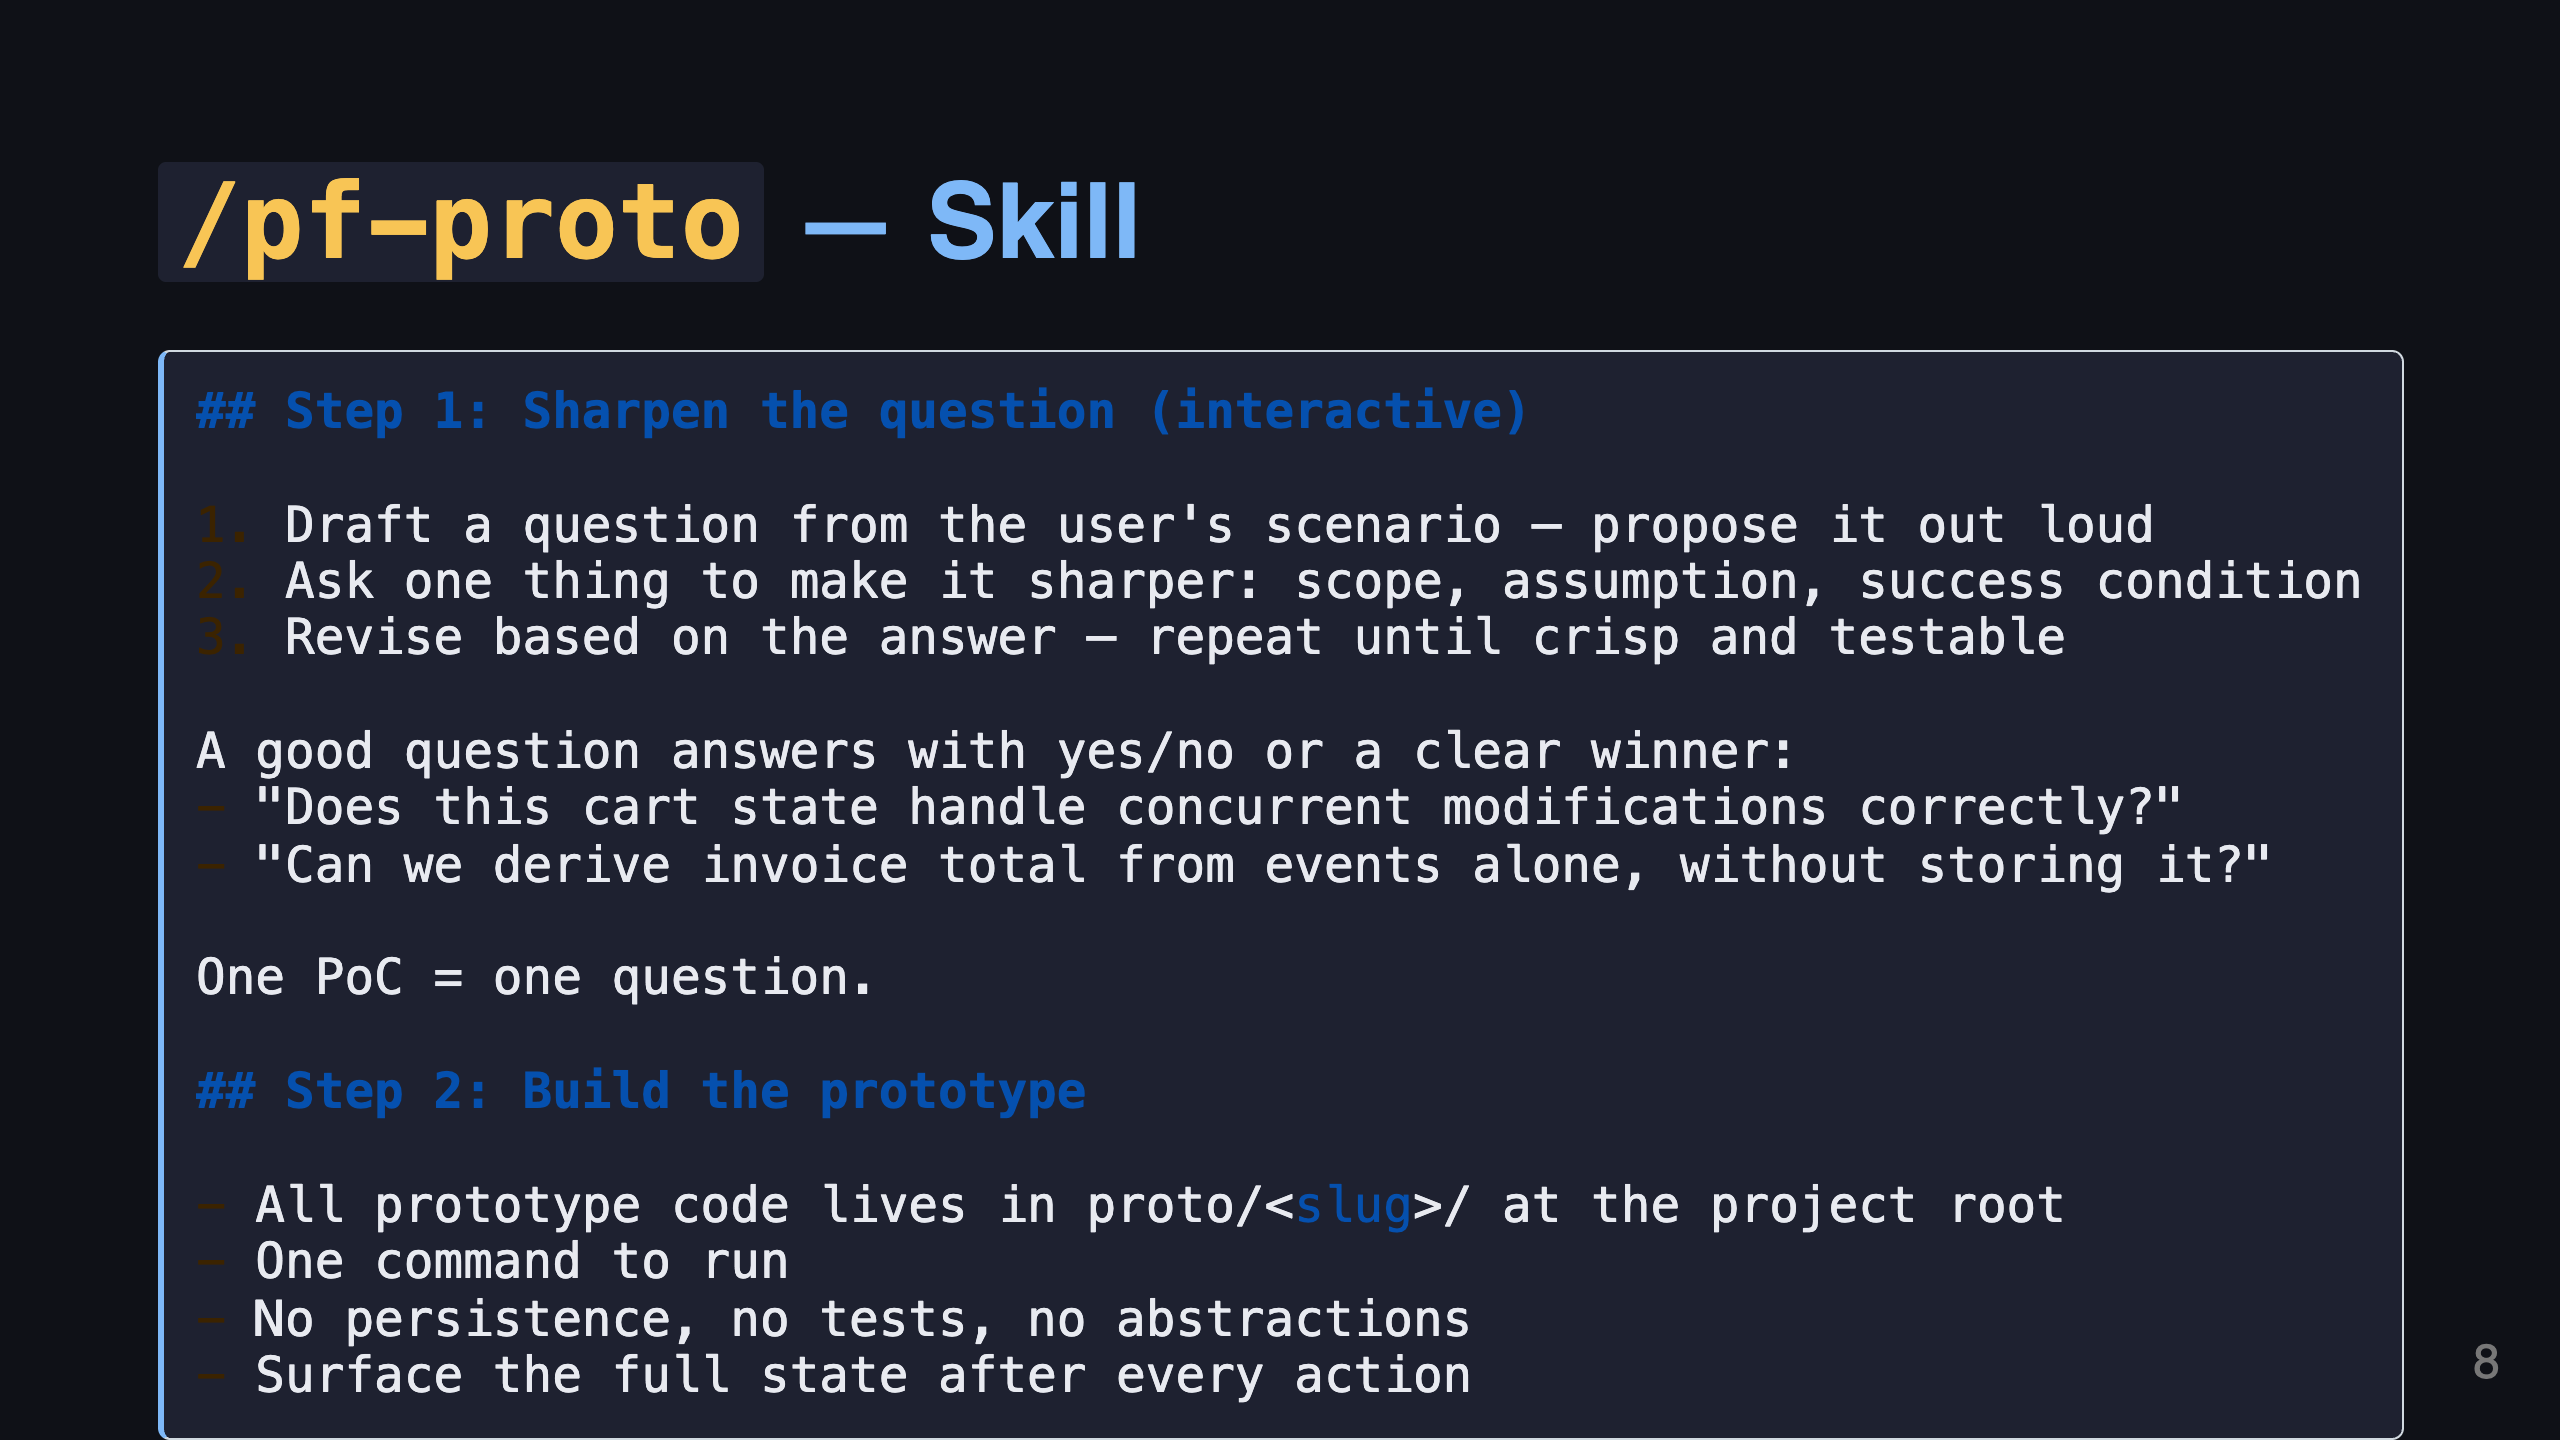 /pf-proto — Skill
## Step 1: Sharpen the question (interactive)
1. Draft a question from the user's scenario — propose it out loud
2. Ask one thing to make it sharper: scope, assumption, success condition
3. Revise based on the answer — repeat until crisp and testable
A good question answers with yes/no or a clear winner:
- "Does this cart state handle concurrent modifications correctly?"
- "Can we derive invoice total from events alone, without storing it?"
One PoC = one question.
## Step 2: Build the prototype
- All prototype code lives in proto/<slug>/ at the project root
- One command to run
- No persistence, no tests, no abstractions
- Surface the full state after every action
8